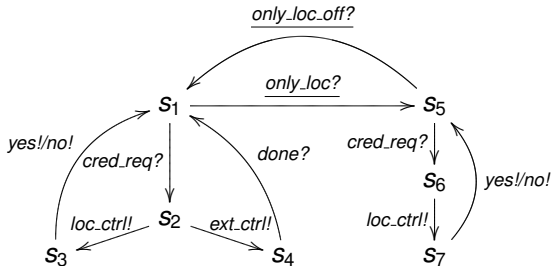 only_loc_off?
only_loc?
S1
S5
yes!/no!
cred_req?
done?
cred_req?
S6
yes!/no!
S2
loc_ctrl!
ext_ctrl!
loc_ctrl!
S3
S4
S7